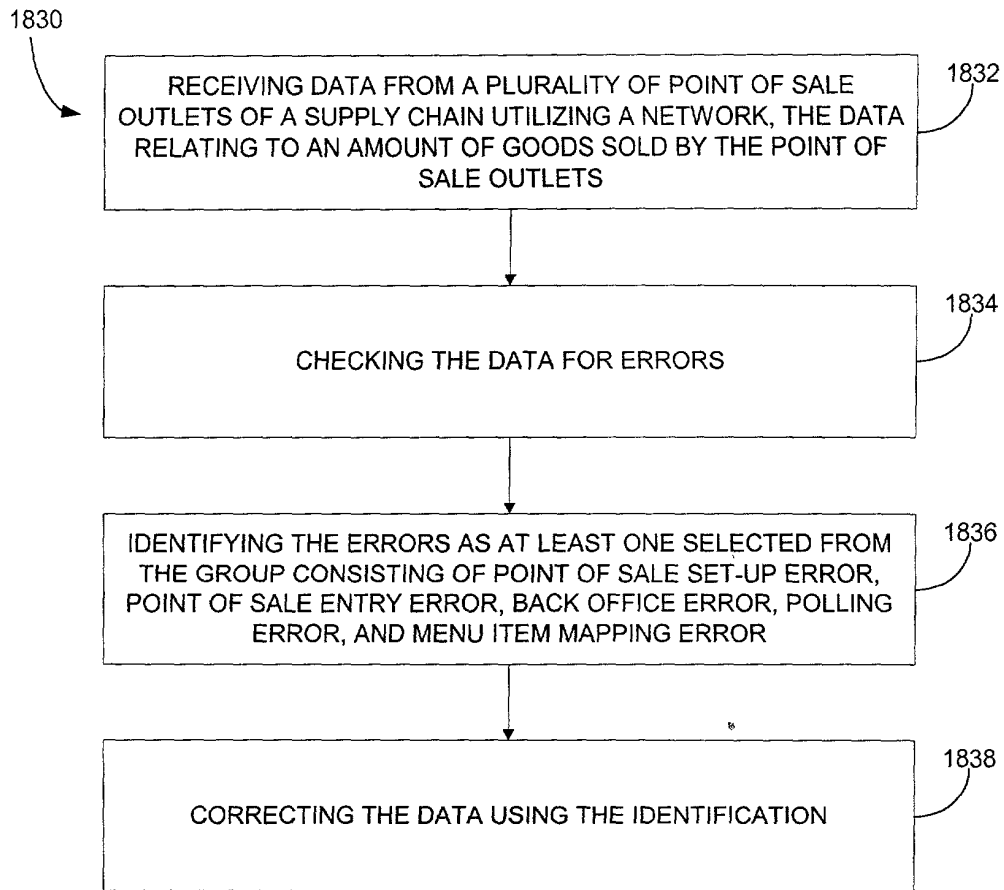 1830
RECEIVING DATA FROM A PLURALITY OF POINT OF SALE
OUTLETS OF A SUPPLY CHAIN UTILIZING A NETWORK, THE DATA
RELATING TO AN AMOUNT OF GOODS SOLD BY THE POINT OF
SALE OUTLETS
1832
CHECKING THE DATA FOR ERRORS
1834
IDENTIFYING THE ERRORS AS AT LEAST ONE SELECTED FROM
THE GROUP CONSISTING OF POINT OF SALE SET-UP ERROR,
POINT OF SALE ENTRY ERROR, BACK OFFICE ERROR, POLLING
ERROR, AND MENU ITEM MAPPING ERROR
1836
CORRECTING THE DATA USING THE IDENTIFICATION
1838